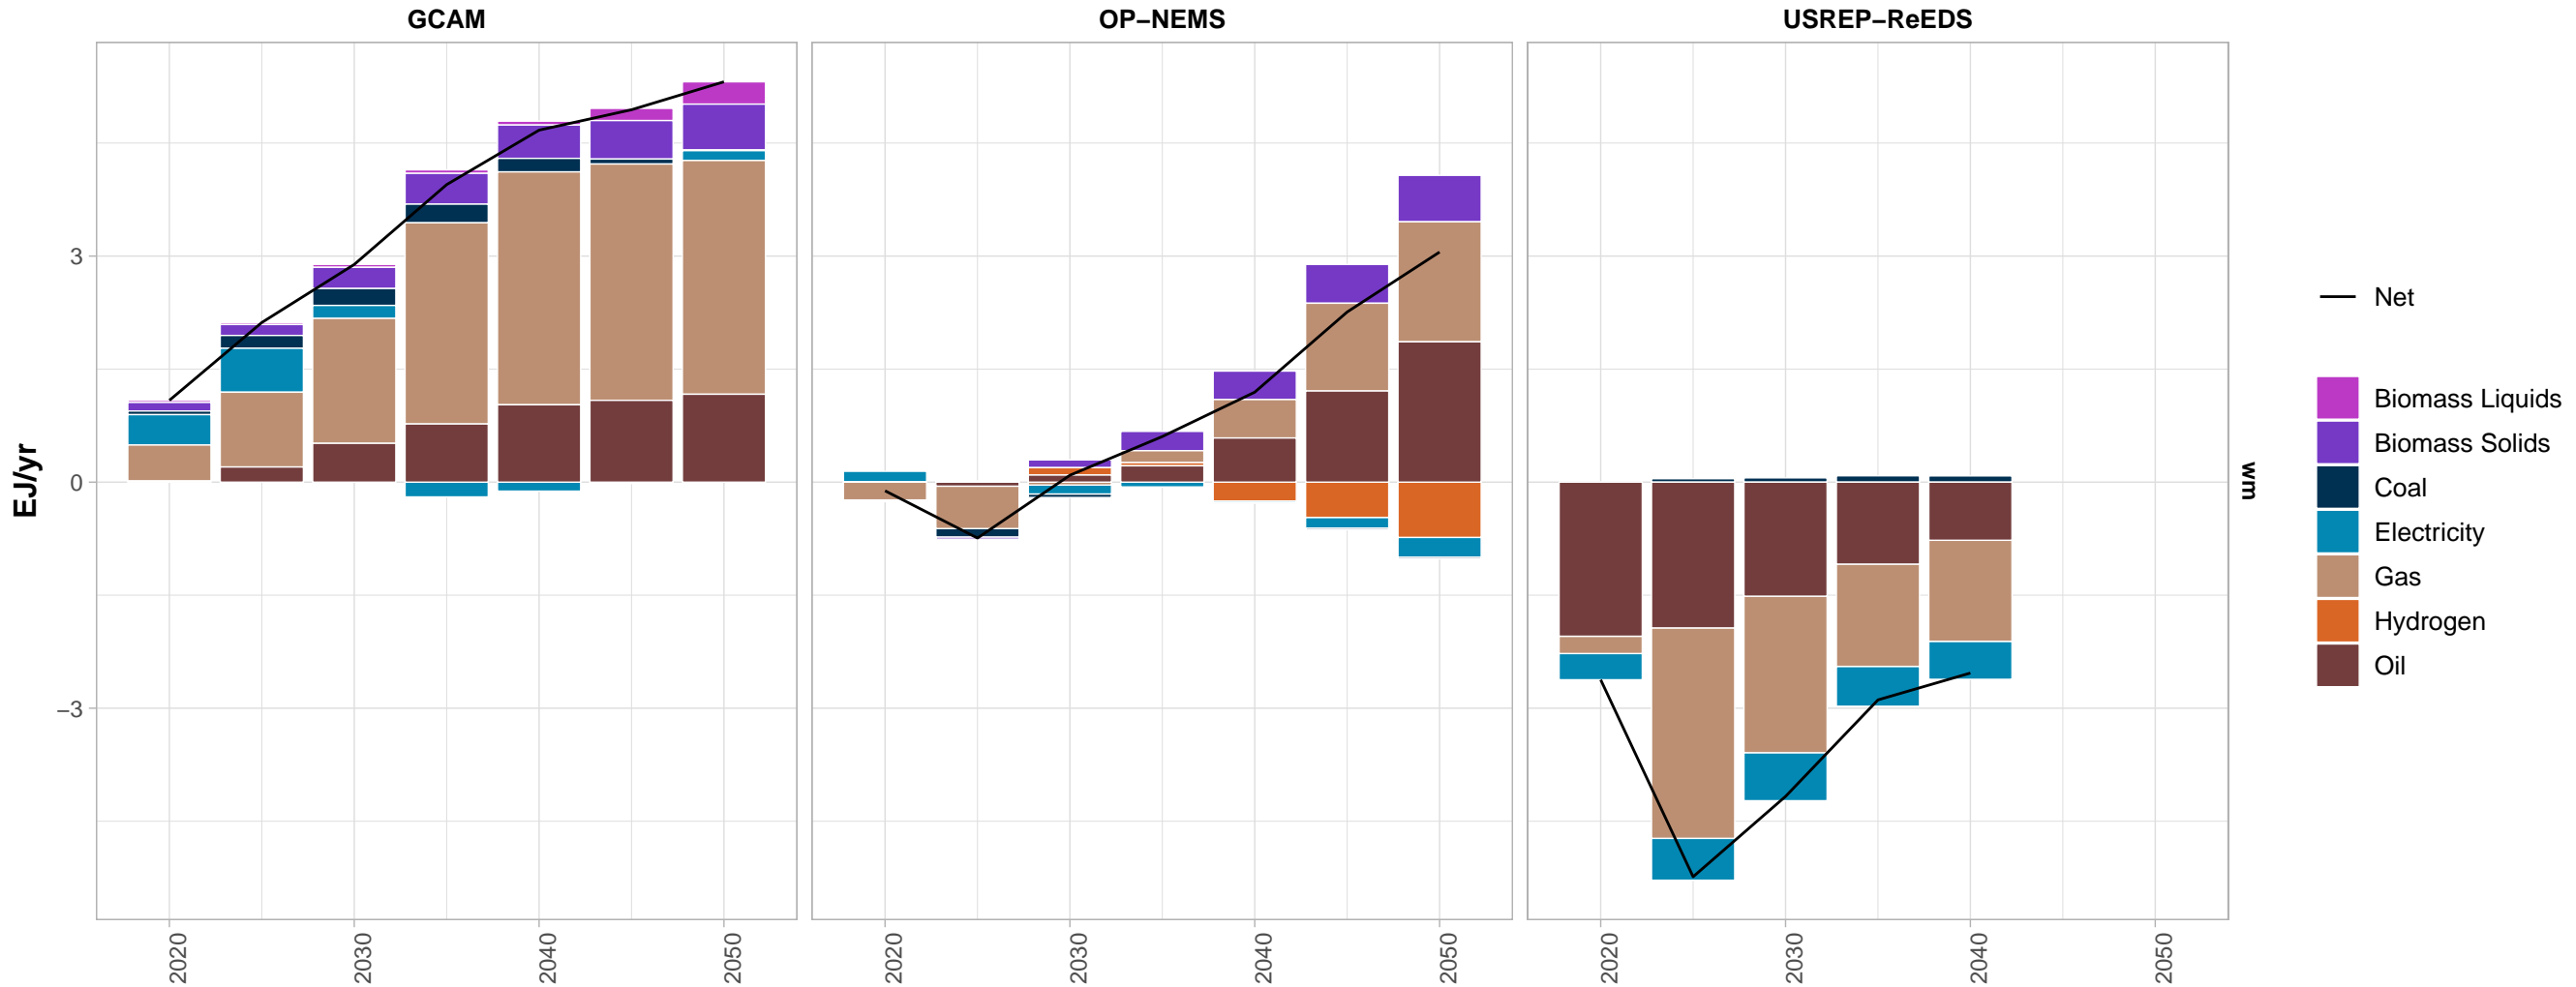 GCAM
OP−NEMS
USREP−ReEDS
EJ/yr
3
0
−3
2020
2030
2040
2050
2020
2030
2040
2050
2020
2030
2040
2050
wm
Net
Biomass Liquids
Biomass Solids
Coal
Electricity
Gas
Hydrogen
Oil